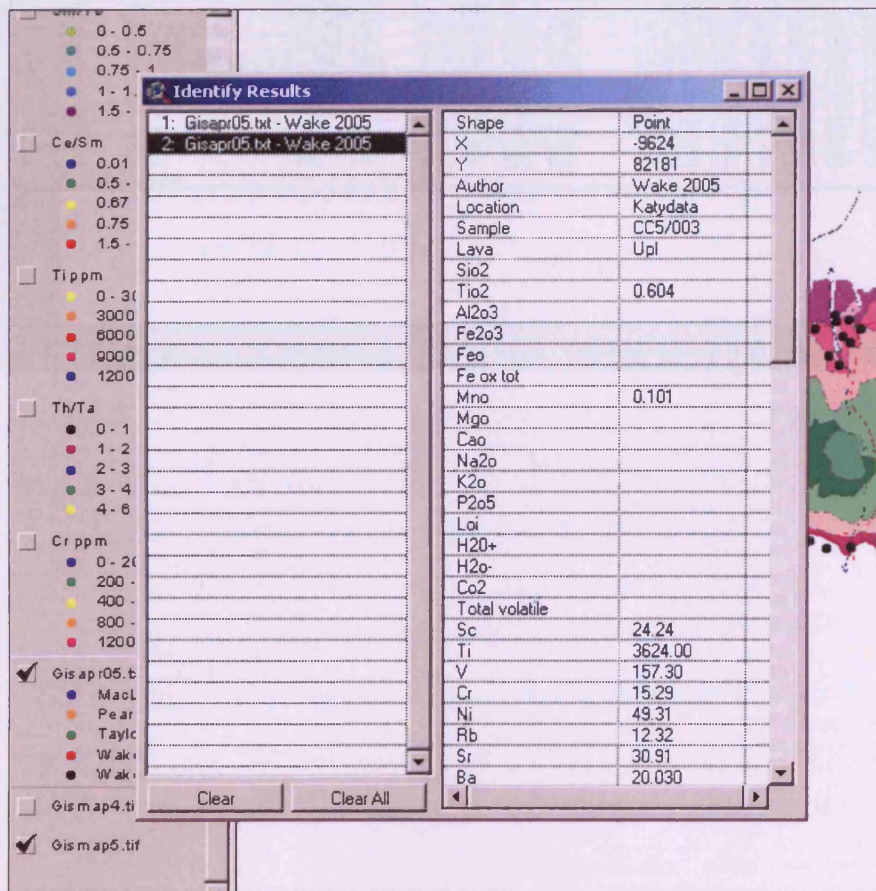 0 - 0.5
0.5 - 0.75
0.75 - 1
1 - 1.
1.5 -
Ce/Sm
0.01
0.5 -
0.67
0.75
1.5 -
Ti ppm
0 - 30
3000
6000
9000
1200
Th/Ta
0 - 1
1 - 2
2 - 3
3 - 4
4 - 6
Cr ppm
0 - 20
200 -
400 -
800 -
1200
Gisapr05.t
MacL
Pear
Taylo
Wak
Wak
Gismap4.ti
Gismap5.tif
Identify Results
1: Gisapr05.txt - Wake 2005
2: Gisapr05.txt - Wake 2005
Clear Clear All
Shape Point
X -9624
Y 82181
Author Wake 2005
Location Katydata
Sample CC5/003
Lava Upl
Sio2
Tio2 0.604
Al2o3
Fe2o3
Feo
Fe ox tot
Mno 0.101
Mgo
Cao
Na2o
K2o
P2o5
Loi
H20+
H2o-
Co2
Total volatile
Sc 24.24
Ti 3624.00
V 157.30
Cr 15.29
Ni 49.31
Rb 12.32
Sr 30.91
Ba 20.030